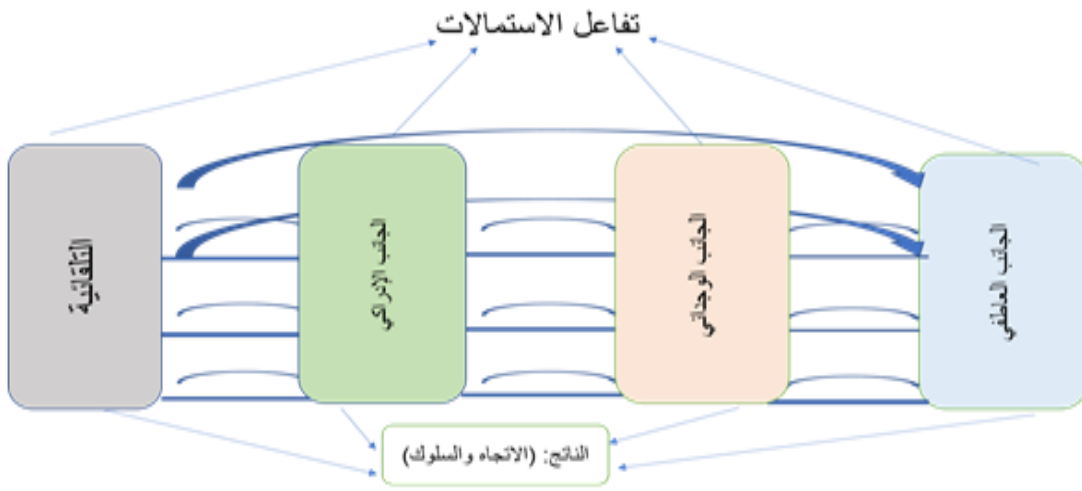 تفاعل الاستمالات
الجانب العاطفي
الجانب الوجداني
الجانب الإدراكي
التلقائية
الناتج: (الاتجاه والسلوك)